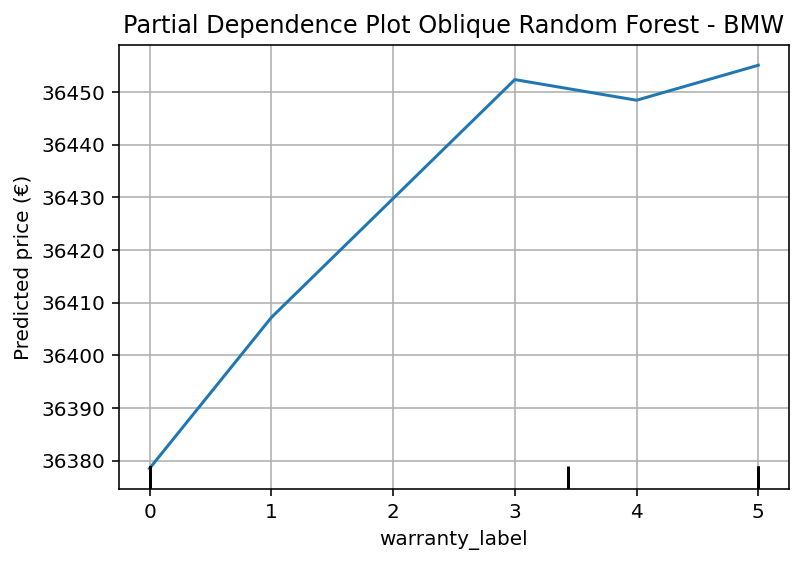 Partial Dependence Plot Oblique Random Forest - BMW
Predicted price (€)
36450
36440
36430
36420
36410
36400
36390
36380
0 1 2 3 4 5
warranty_label